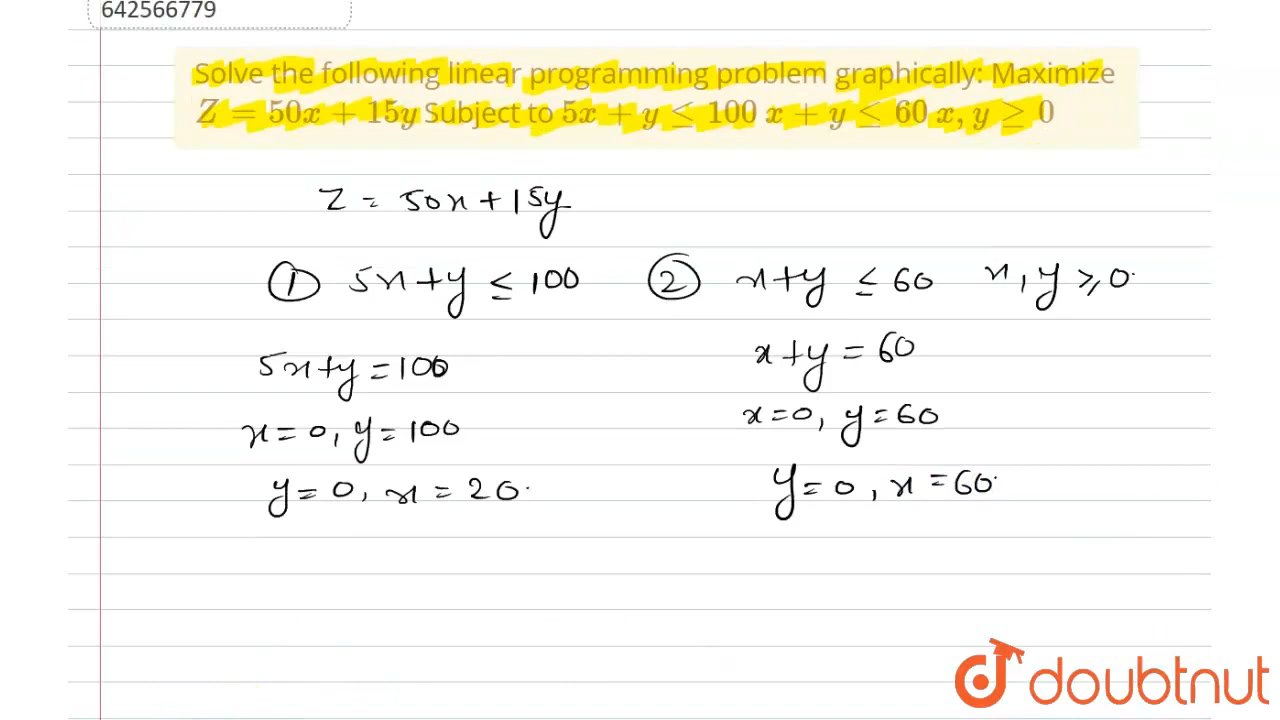 642566779
Solve the following linear programming problem graphically: Maximize
Z = 50x + 15y Subject to 5x + y ≤ 100 x + y ≤ 60 x, y ≥ 0
Z = 50x + 15y
① 5x+y ≤ 100 ② x+y ≤ 60 x, y ≥ 0.
5x+y = 100
x+y = 60
x = 0, y = 100
x = 0, y = 60
y = 0, x = 20.
y = 0, x = 60.
doubtnut